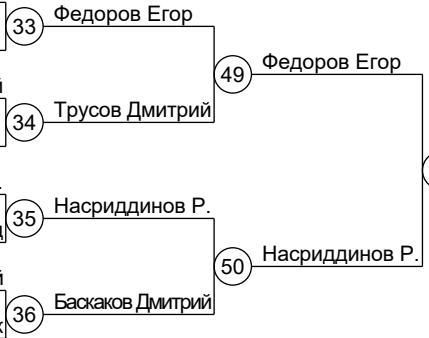 33 Федоров Егор
49 Федоров Егор
34 Трусов Дмитрий
35 Насриддинов Р.
50 Насриддинов Р.
36 Баскаков Дмитрий